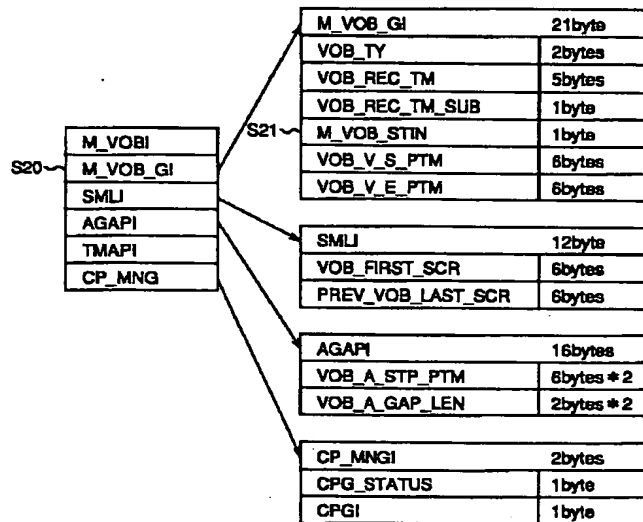 M_VOBI
S20 M_VOB_GI
SMLI
AGAPI
TMAPI
CP_MNG
M_VOB_GI 21byte
VOB_TY 2bytes
VOB_REC_TM 5bytes
VOB_REC_TM_SUB 1byte
S21 M_VOB_STIN 1byte
VOB_V_S_PTM 6bytes
VOB_V_E_PTM 6bytes
SMLI 12byte
VOB_FIRST_SCR 6bytes
PREV_VOB_LAST_SCR 6bytes
AGAPI 16bytes
VOB_A_STP_PTM 6bytes*2
VOB_A_GAP_LEN 2bytes*2
CP_MNGI 2bytes
CPG_STATUS 1byte
CPGI 1byte